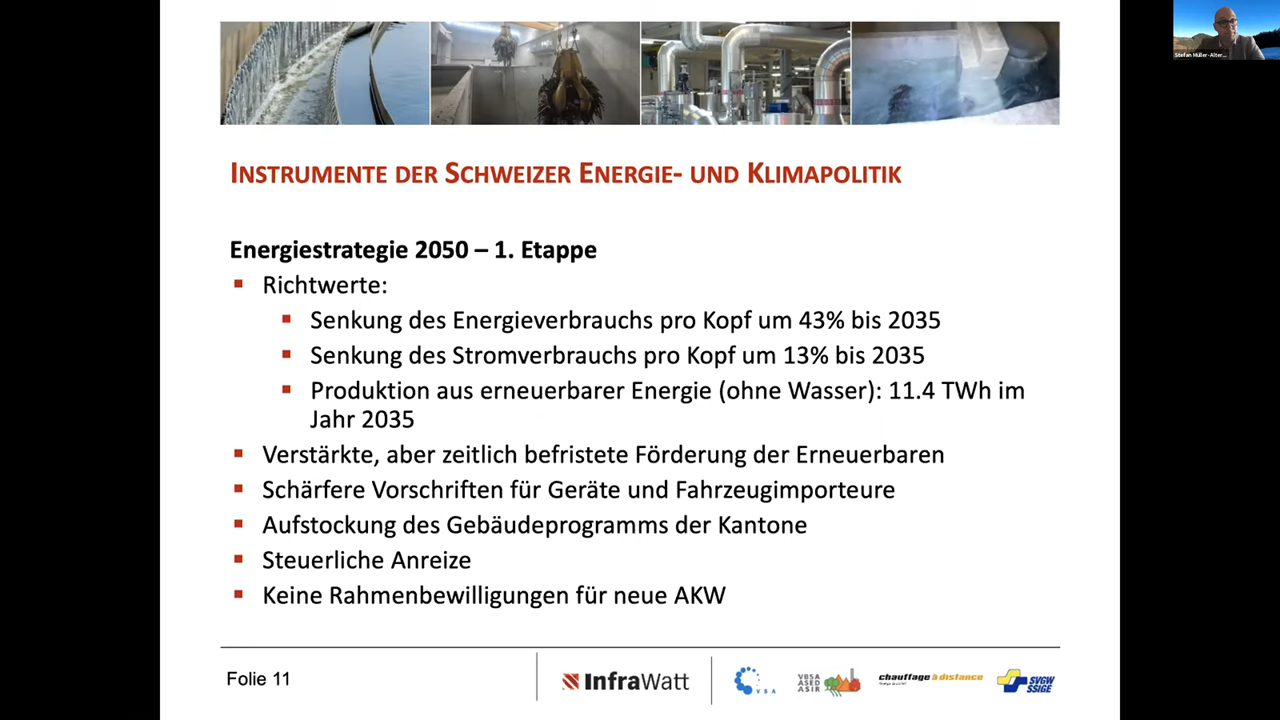 Stefan Müller-Alter...
INSTRUMENTE DER SCHWEIZER ENERGIE- UND KLIMAPOLITIK
Energiestrategie 2050 – 1. Etappe
Richtwerte:
Senkung des Energieverbrauchs pro Kopf um 43% bis 2035
Senkung des Stromverbrauchs pro Kopf um 13% bis 2035
Produktion aus erneuerbarer Energie (ohne Wasser): 11.4 TWh im
Jahr 2035
Verstärkte, aber zeitlich befristete Förderung der Erneuerbaren
Schärfere Vorschriften für Geräte und Fahrzeugimporteure
Aufstockung des Gebäudeprogramms der Kantone
Steuerliche Anreize
Keine Rahmenbewilligungen für neue AKW
Folie 11
InfraWatt
VSA
VBSA
ASED
ASIR
chauffage à distance
SVGW
SSIGE